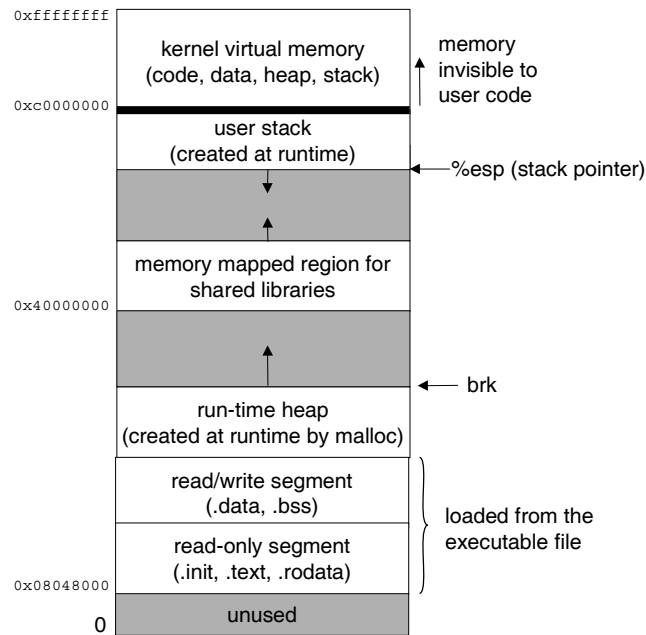 0xffffffff
kernel virtual memory
(code, data, heap, stack)
memory
invisible to
user code
0xc0000000
user stack
(created at runtime)
%esp (stack pointer)
memory mapped region for
shared libraries
0x40000000
brk
run-time heap
(created at runtime by malloc)
read/write segment
(.data, .bss)
loaded from the
executable file
read-only segment
(.init, .text, .rodata)
0x08048000
unused
0